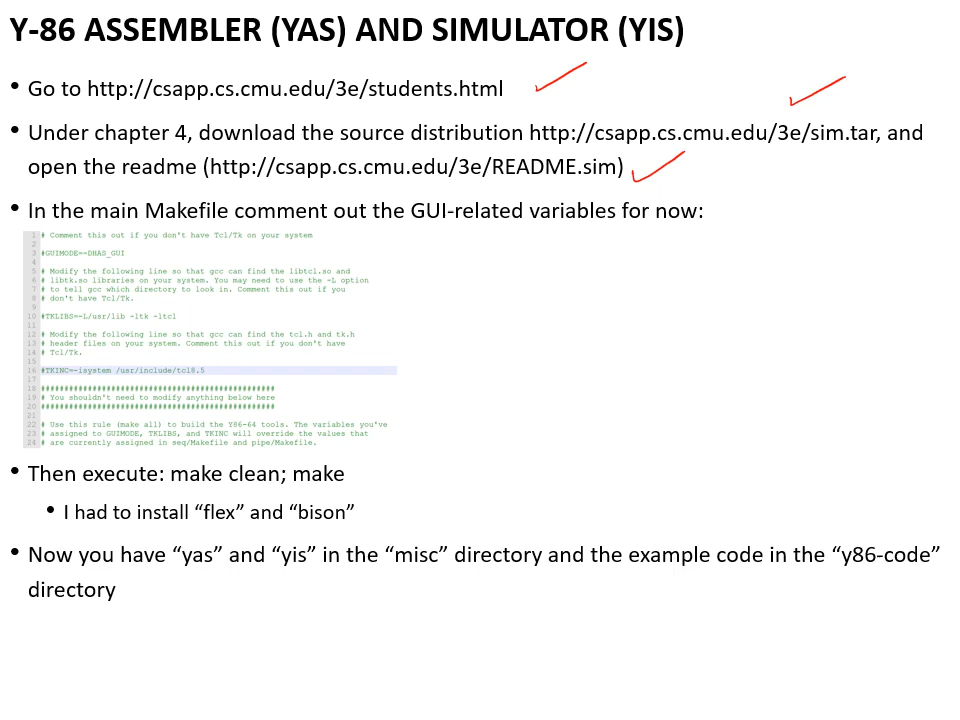 Y-86 ASSEMBLER (YAS) AND SIMULATOR (YIS)
• Go to http://csapp.cs.cmu.edu/3e/students.html
• Under chapter 4, download the source distribution http://csapp.cs.cmu.edu/3e/sim.tar, and
open the readme (http://csapp.cs.cmu.edu/3e/README.sim)
• In the main Makefile comment out the GUI-related variables for now:
1 # Comment this out if you don't have Tcl/Tk on your system
2
3 #GUIMODE=-DHAS_GUI
4
5 # Modify the following line so that gcc can find the libtcl.so and
6 # libtk.so libraries on your system. You may need to use the -L option
7 # to tell gcc which directory to look in. Comment this out if you
8 # don't have Tcl/Tk.
9
10 #TKLIBS=-L/usr/lib -ltk -ltcl
11
12 # Modify the following line so that gcc can find the tcl.h and tk.h
13 # header files on your system. Comment this out if you don't have
14 # Tcl/Tk.
15
16 #TKINC=-isystem /usr/include/tcl8.5
17
18 ##################################################
19 # You shouldn't need to modify anything below here
20 ##################################################
21
22 # Use this rule (make all) to build the Y86-64 tools. The variables you've
23 # assigned to GUIMODE, TKLIBS, and TKINC will override the values that
24 # are currently assigned in seq/Makefile and pipe/Makefile.
• Then execute: make clean; make
• I had to install “flex” and “bison”
• Now you have “yas” and “yis” in the “misc” directory and the example code in the “y86-code”
directory